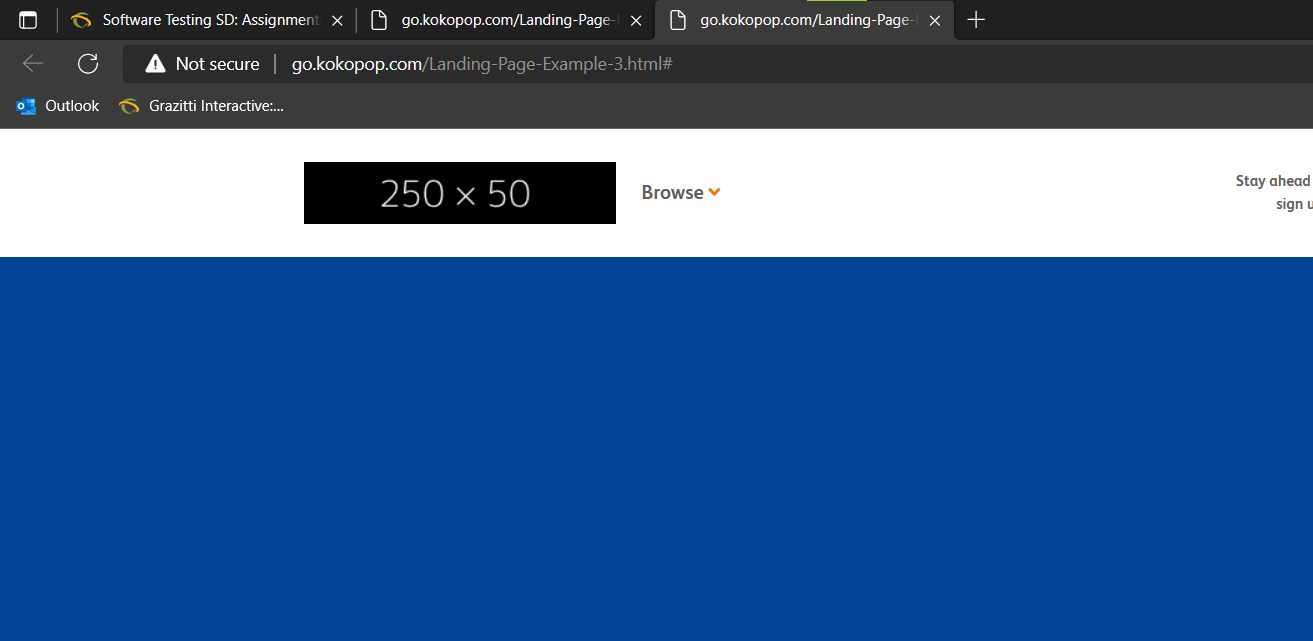 Software Testing SD: Assignment
go.kokopop.com/Landing-Page-
go.kokopop.com/Landing-Page-
Not secure
go.kokopop.com/Landing-Page-Example-3.html#
Outlook
Grazitti Interactive:...
250 × 50
Browse
Stay ahead
sign u